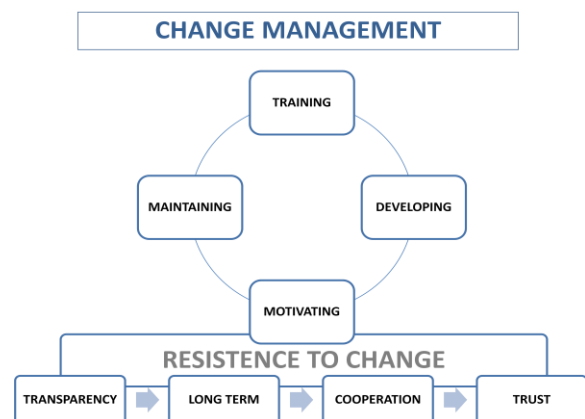 CHANGE MANAGEMENT
TRAINING
MAINTAINING
DEVELOPING
MOTIVATING
RESISTENCE TO CHANGE
TRANSPARENCY
LONG TERM
COOPERATION
TRUST